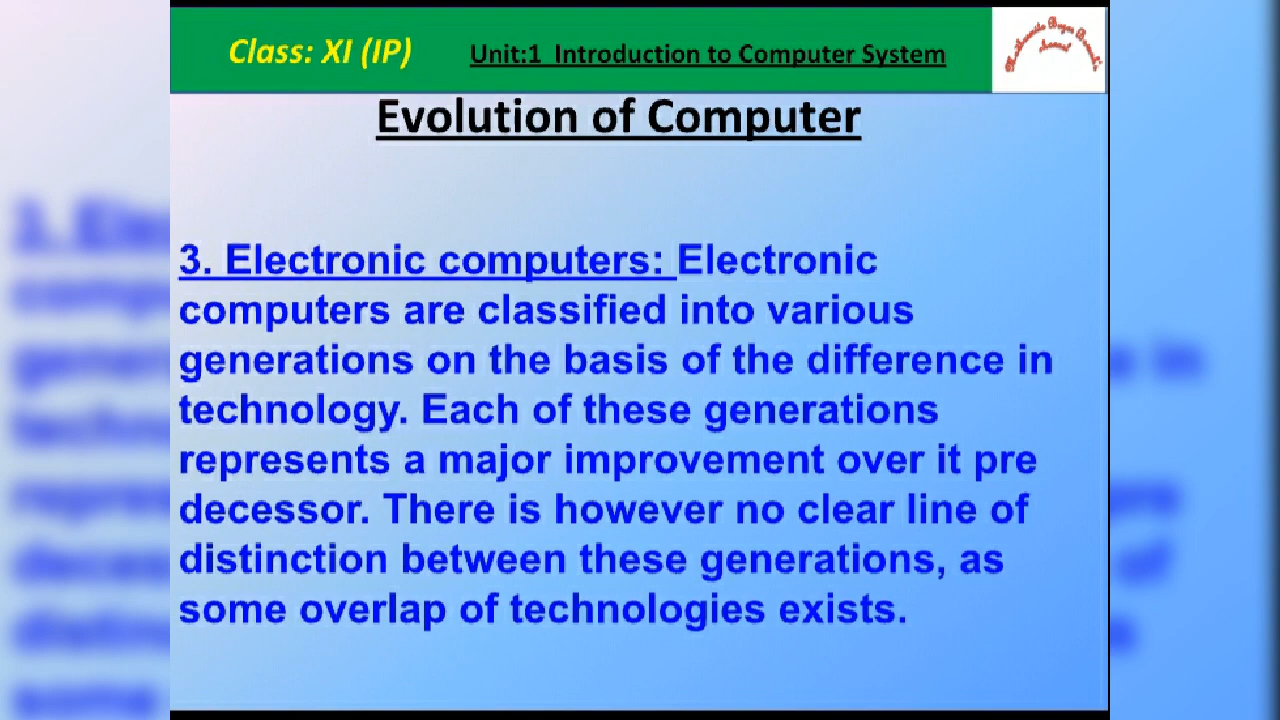 Class: XI (IP)
Unit:1 Introduction to Computer System
Evolution of Computer
3. Electronic computers: Electronic
computers are classified into various
generations on the basis of the difference in
technology. Each of these generations
represents a major improvement over it pre
decessor. There is however no clear line of
distinction between these generations, as
some overlap of technologies exists.